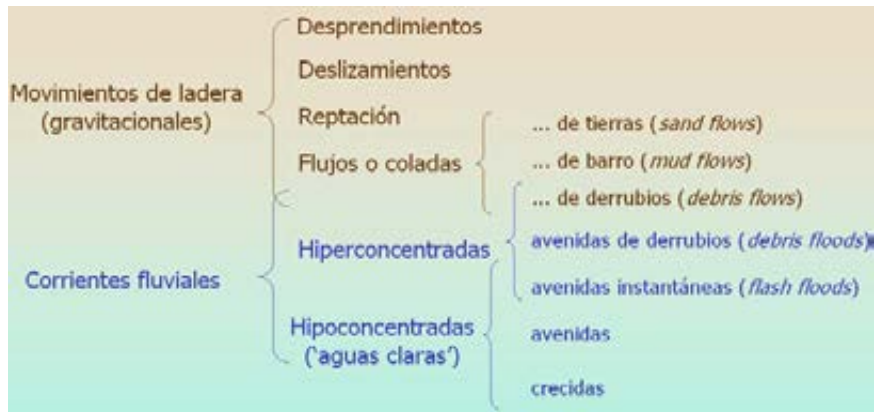 Movimientos de ladera
(gravitacionales)
Desprendimientos
Deslizamientos
Reptación
Flujos o coladas
... de tierras (sand flows)
... de barro (mud flows)
... de derrubios (debris flows)
Corrientes fluviales
Hiperconcentradas
avenidas de derrubios (debris floods)
avenidas instantáneas (flash floods)
Hipoconcentradas
('aguas claras')
avenidas
crecidas